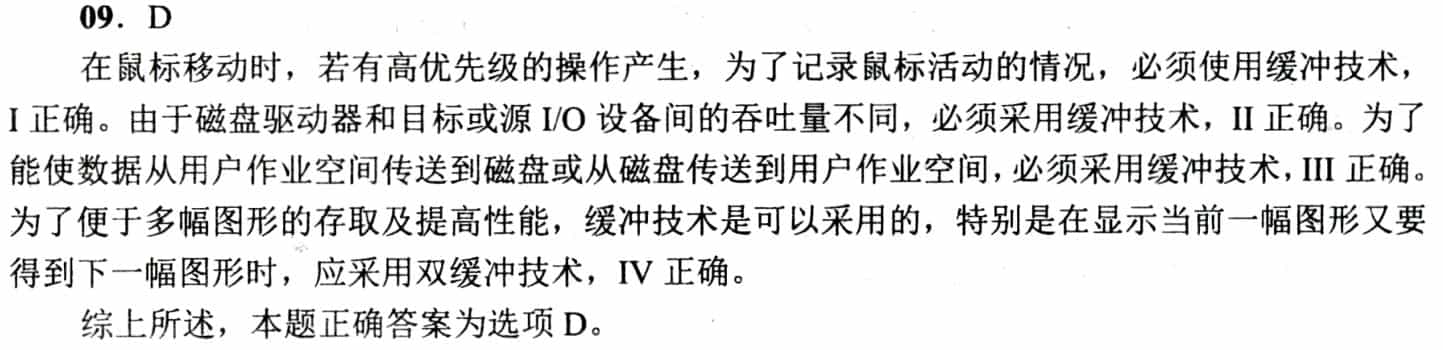 09．D
在鼠标移动时，若有高优先级的操作产生，为了记录鼠标活动的情况，必须使用缓冲技术，
I 正确。由于磁盘驱动器和目标或源 I/O 设备间的吞吐量不同，必须采用缓冲技术，II 正确。为了
能使数据从用户作业空间传送到磁盘或从磁盘传送到用户作业空间，必须采用缓冲技术，III 正确。
为了便于多幅图形的存取及提高性能，缓冲技术是可以采用的，特别是在显示当前一幅图形又要
得到下一幅图形时，应采用双缓冲技术，IV 正确。
综上所述，本题正确答案为选项 D。